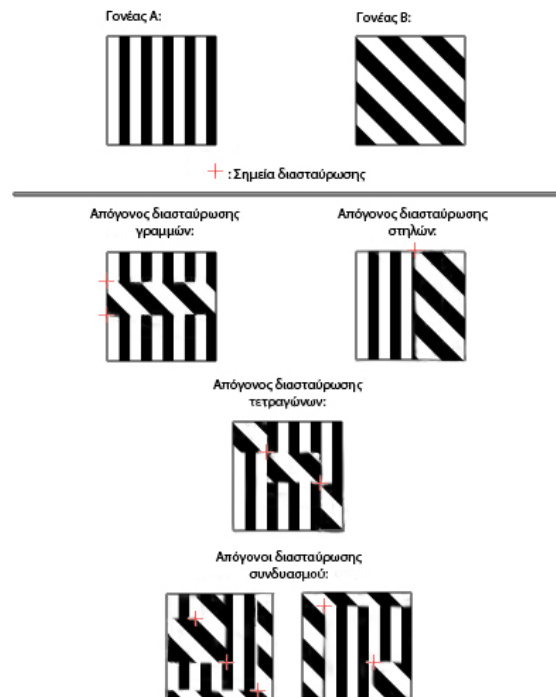 Γονέας Α:
Γονέας Β:
: Σημεία διασταύρωσης
Απόγονος διασταύρωσης
γραμμών:
Απόγονος διασταύρωσης
στηλών:
Απόγονος διασταύρωσης
τετραγώνων:
Απόγονοι διασταύρωσης
συνδυασμού: